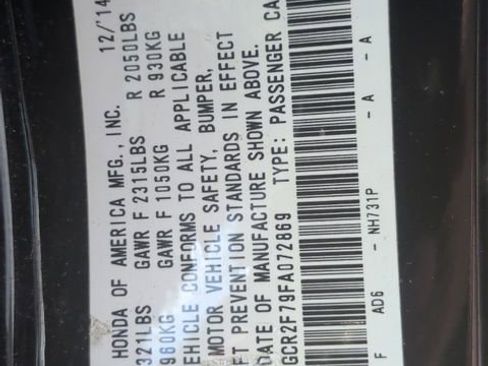 HONDA OF AMERICA MFG., INC. 12/'14
321LBS GAWR F 2315LBS R 2050LBS
980KG GAWR F 1050KG R 930KG
EHICLE CONFORMS TO ALL APPLICABLE
MOTOR VEHICLE SAFETY, BUMPER,
FT PREVENTION STANDARDS IN EFFECT
DATE OF MANUFACTURE SHOWN ABOVE.
GCR2F79FA072869 TYPE: PASSENGER CA
F AD6 - NH731P - A - A